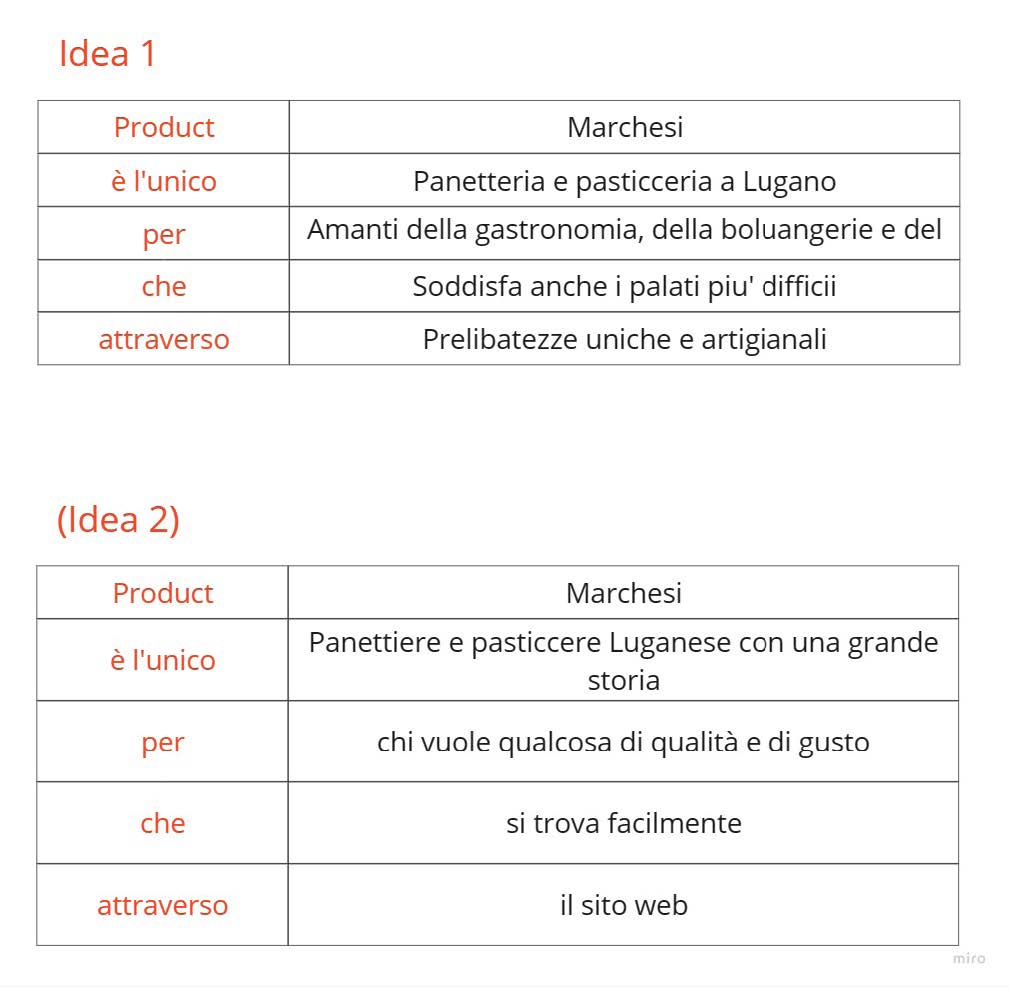 Idea 1
Product Marchesi
è l'unico Panetteria e pasticceria a Lugano
per Amanti della gastronomia, della boluangerie e del
che Soddisfa anche i palati piu' difficii
attraverso Prelibatezze uniche e artigianali
(Idea 2)
Product Marchesi
è l'unico Panettiere e pasticcere Luganese con una grande
storia
per chi vuole qualcosa di qualità e di gusto
che si trova facilmente
attraverso il sito web
miro